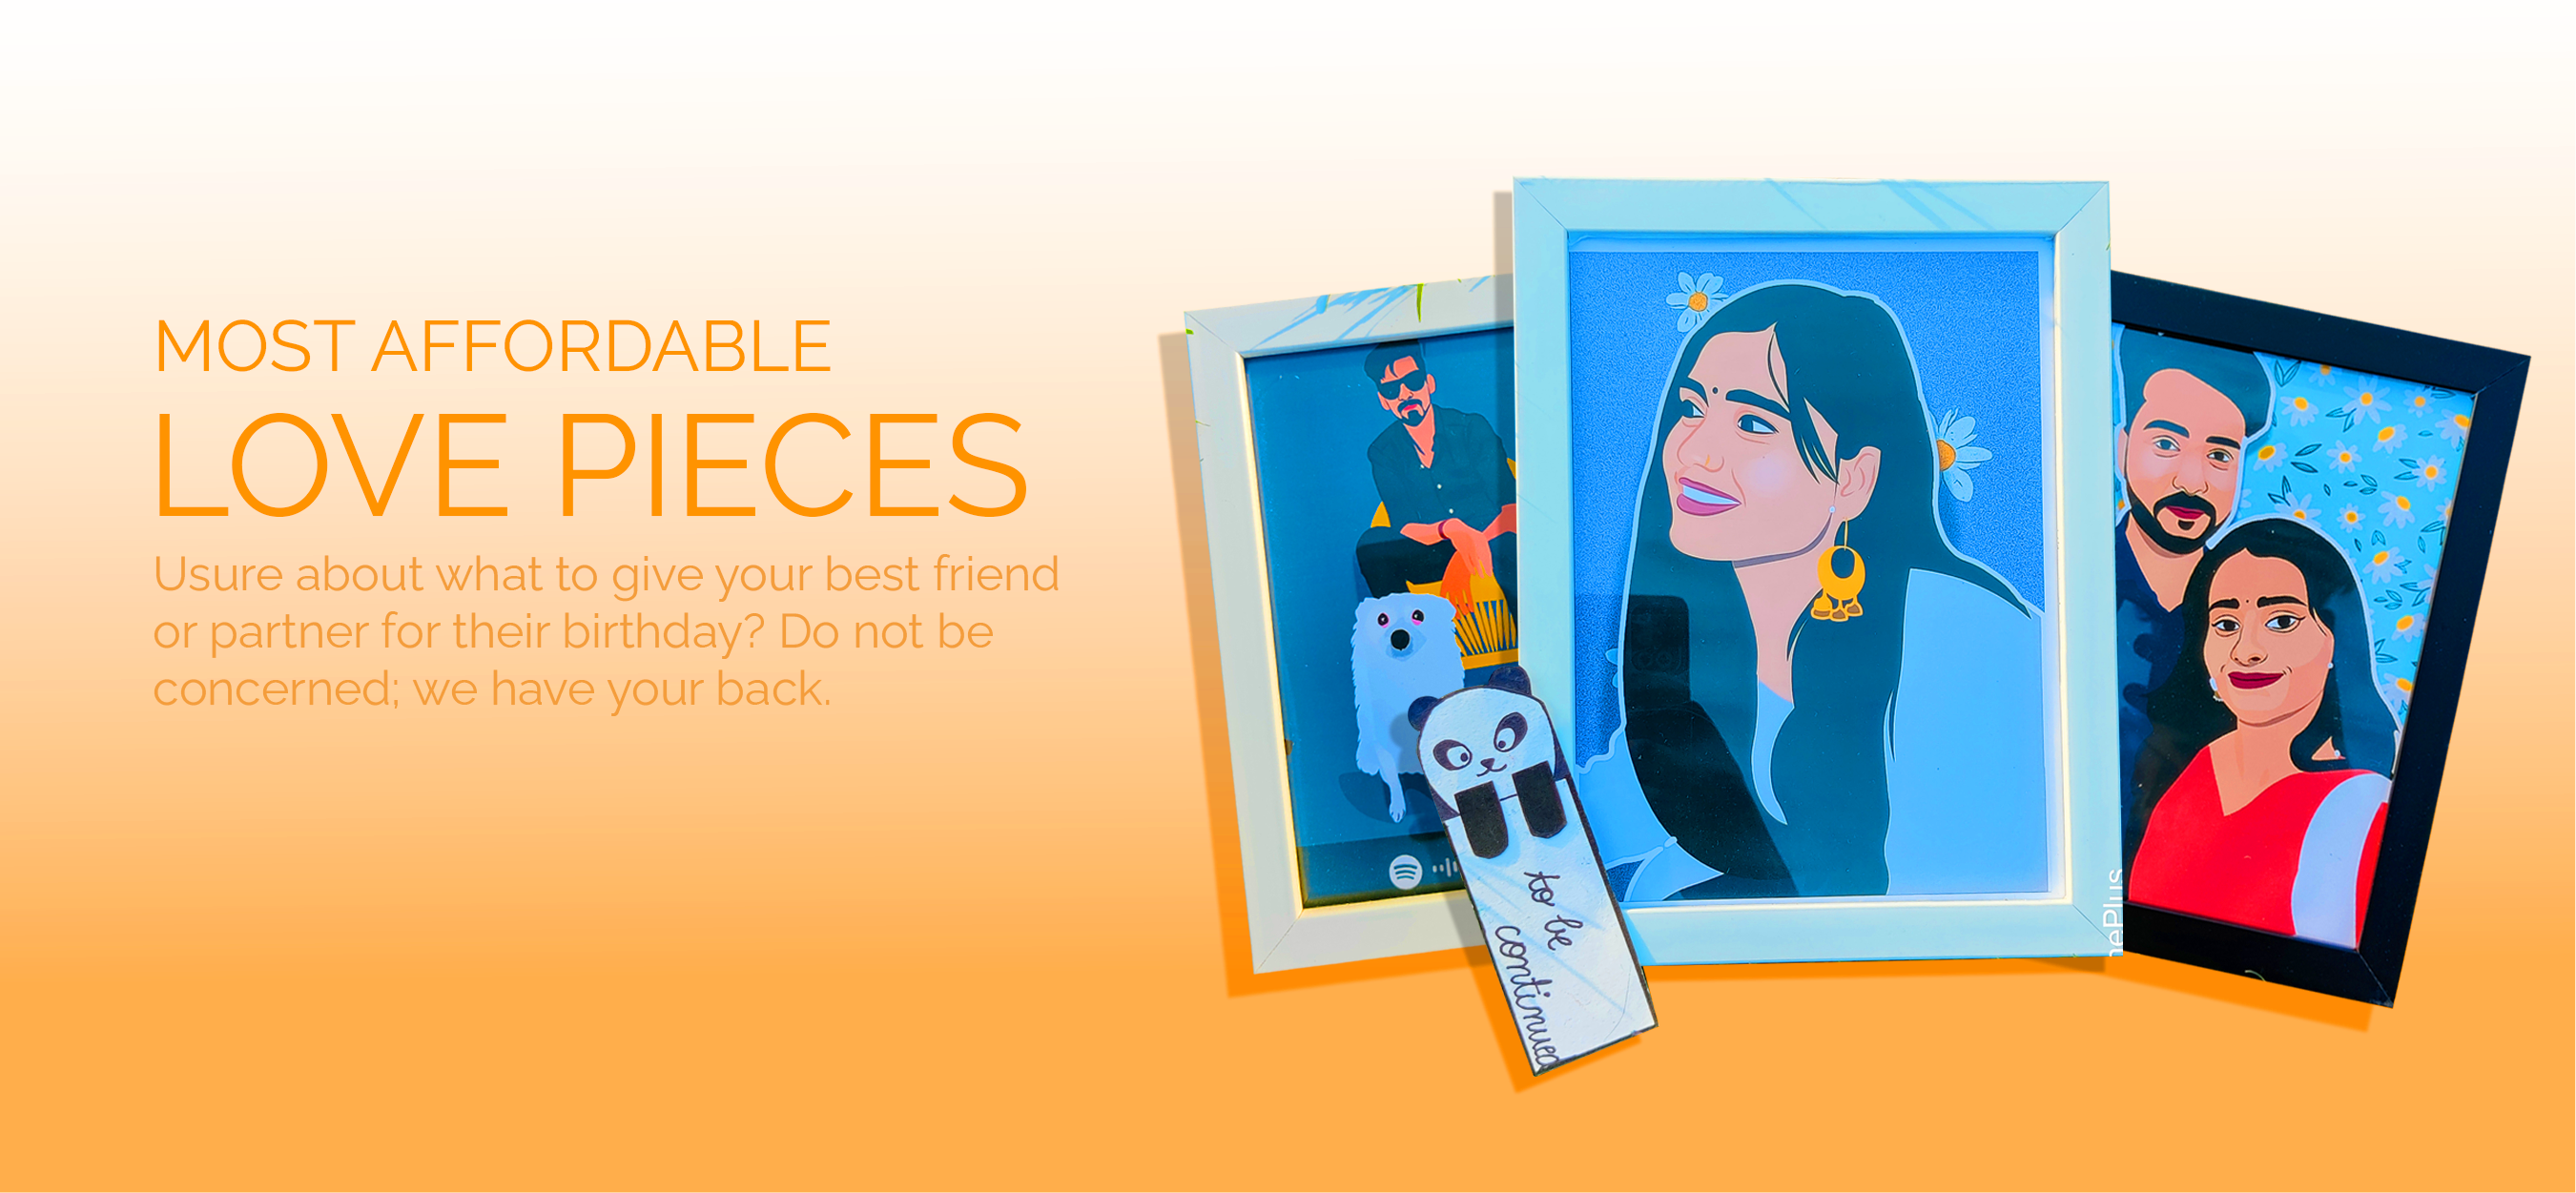 MOST AFFORDABLE
LOVE PIECES
Usure about what to give your best friend
or partner for their birthday? Do not be
concerned; we have your back.
to be
continued
nePlus